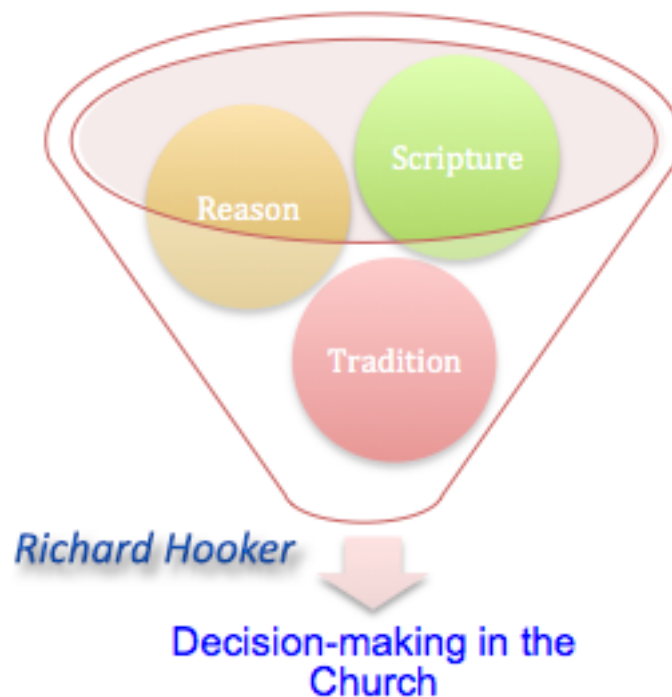 Scripture
Reason
Tradition
Richard Hooker
Decision-making in the
Church